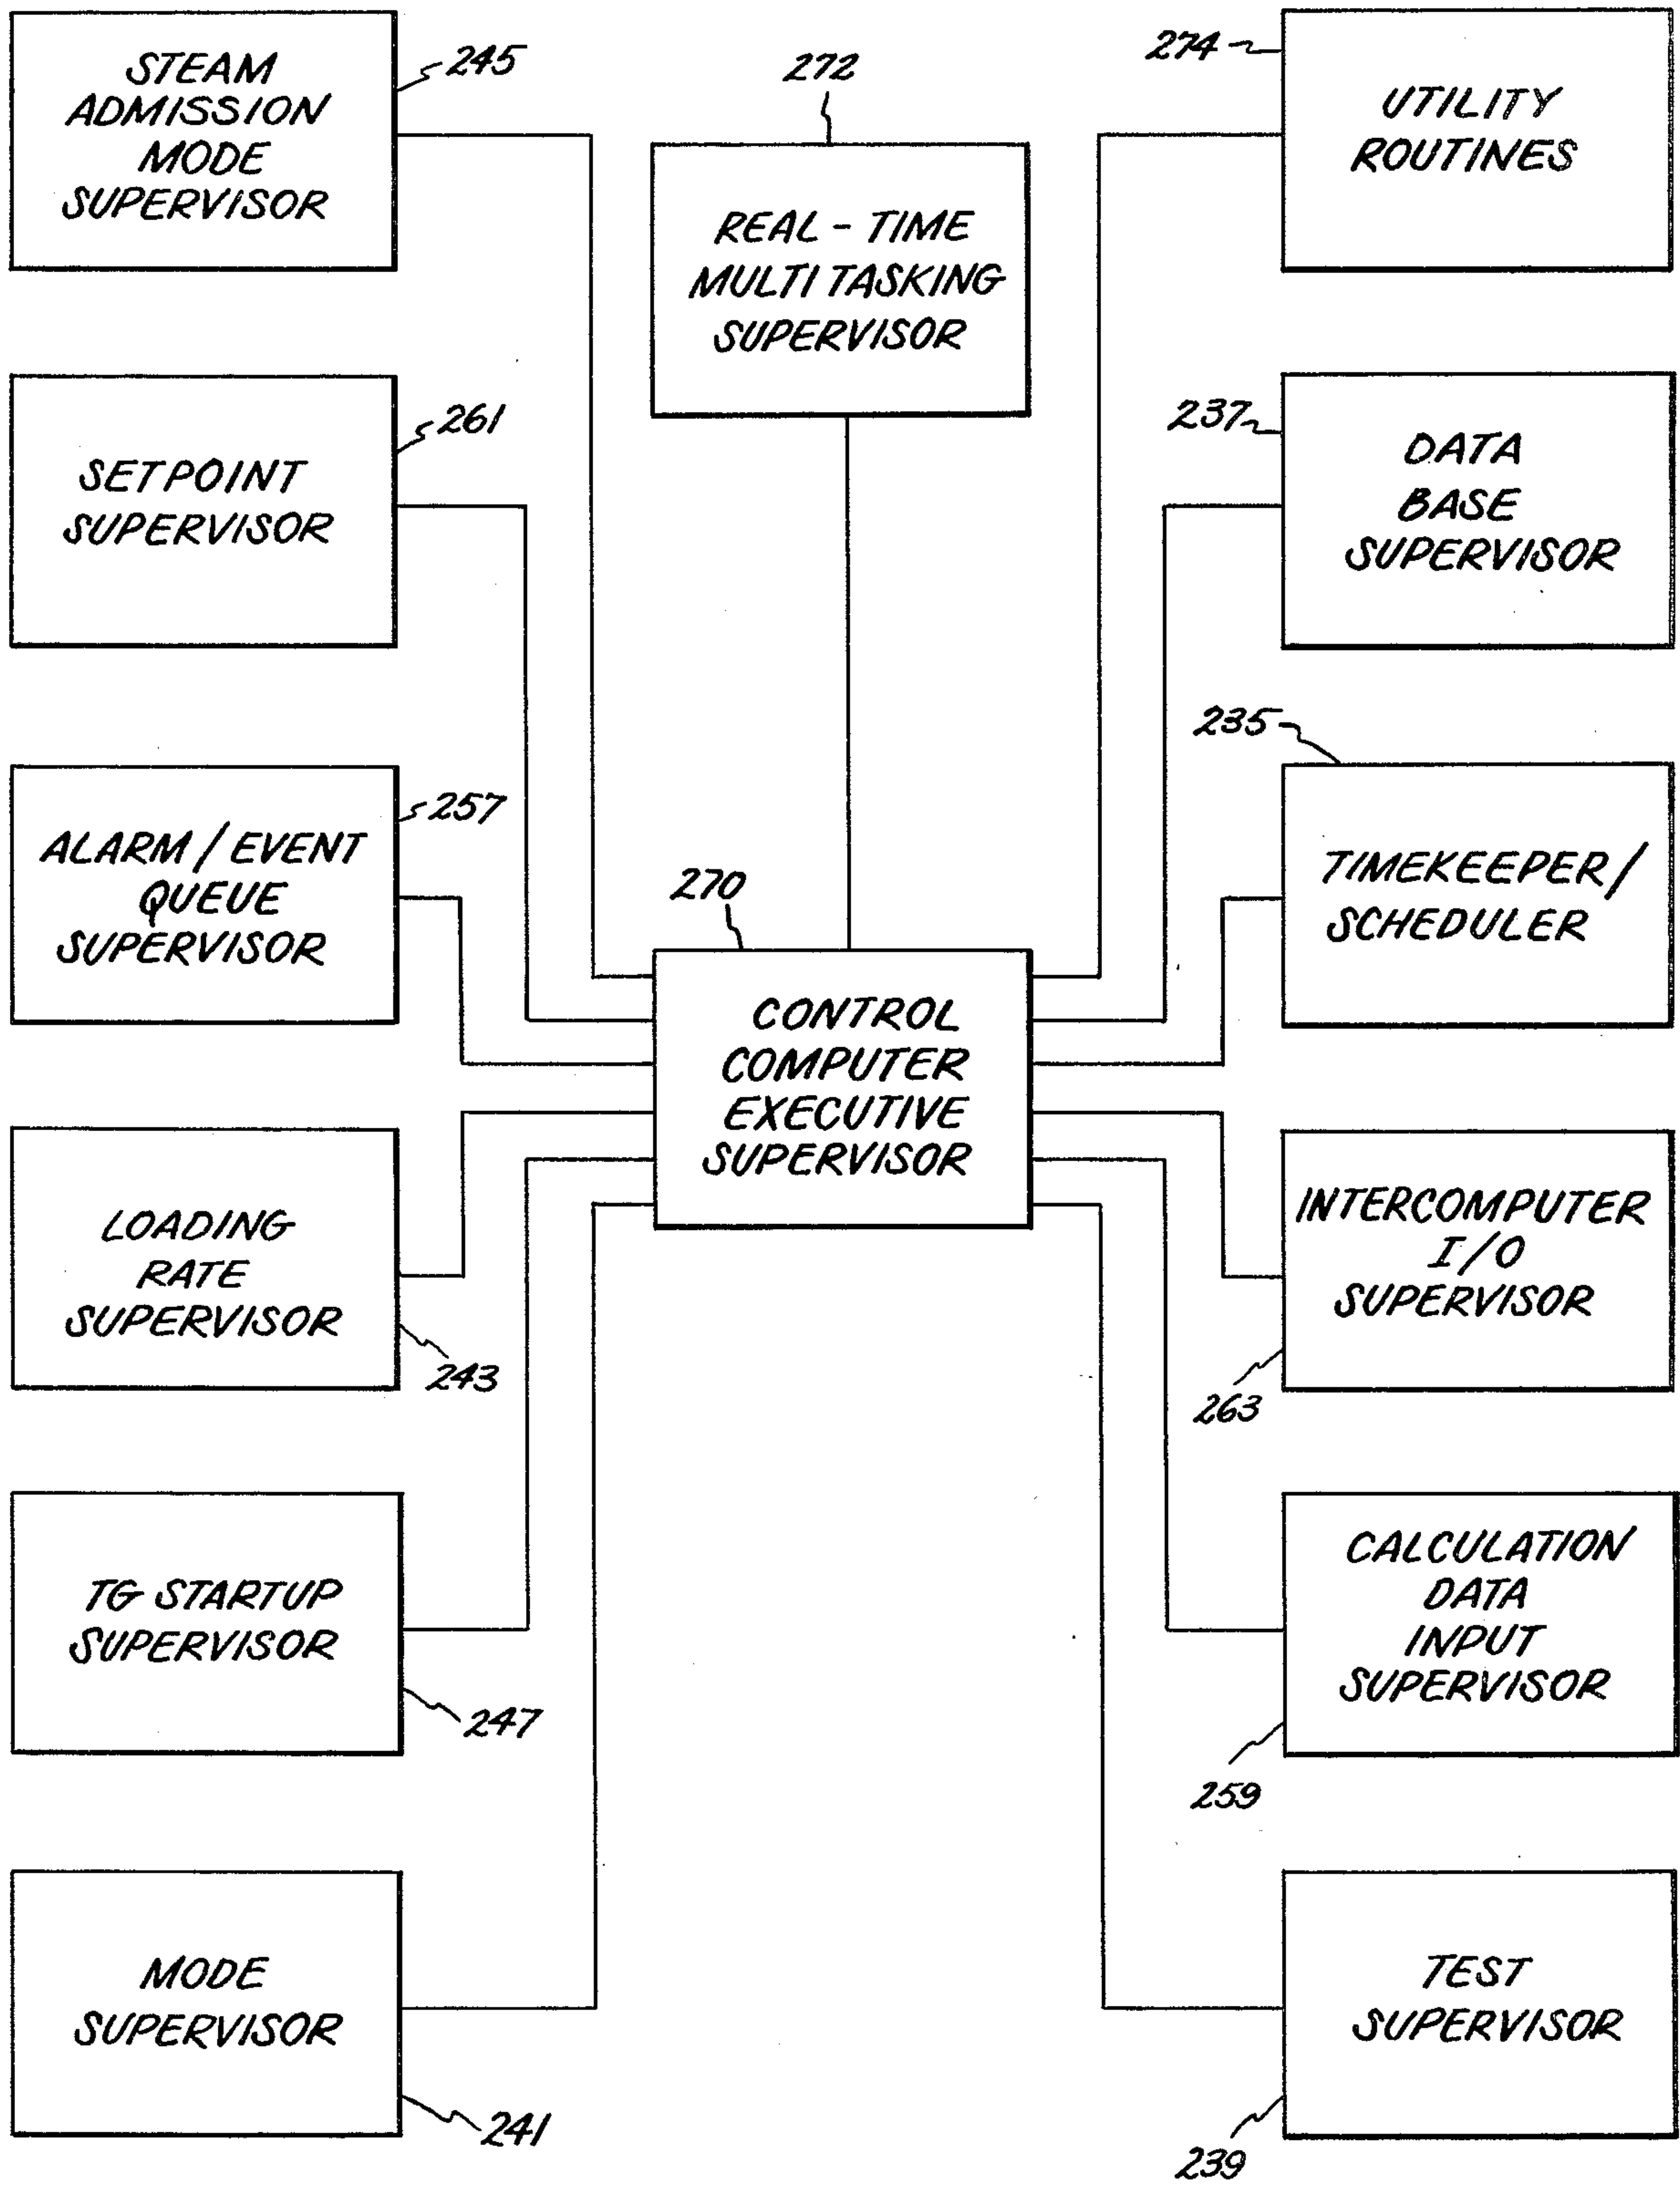 STEAM
ADMISSION
MODE
SUPERVISOR
245
SETPOINT
SUPERVISOR
261
ALARM / EVENT
QUEUE
SUPERVISOR
257
LOADING
RATE
SUPERVISOR
243
TG STARTUP
SUPERVISOR
247
MODE
SUPERVISOR
241
272
REAL - TIME
MULTI TASKING
SUPERVISOR
270
CONTROL
COMPUTER
EXECUTIVE
SUPERVISOR
274
UTILITY
ROUTINES
237
DATA
BASE
SUPERVISOR
235
TIMEKEEPER /
SCHEDULER
INTERCOMPUTER
I/O
SUPERVISOR
263
CALCULATION
DATA
INPUT
SUPERVISOR
259
TEST
SUPERVISOR
239